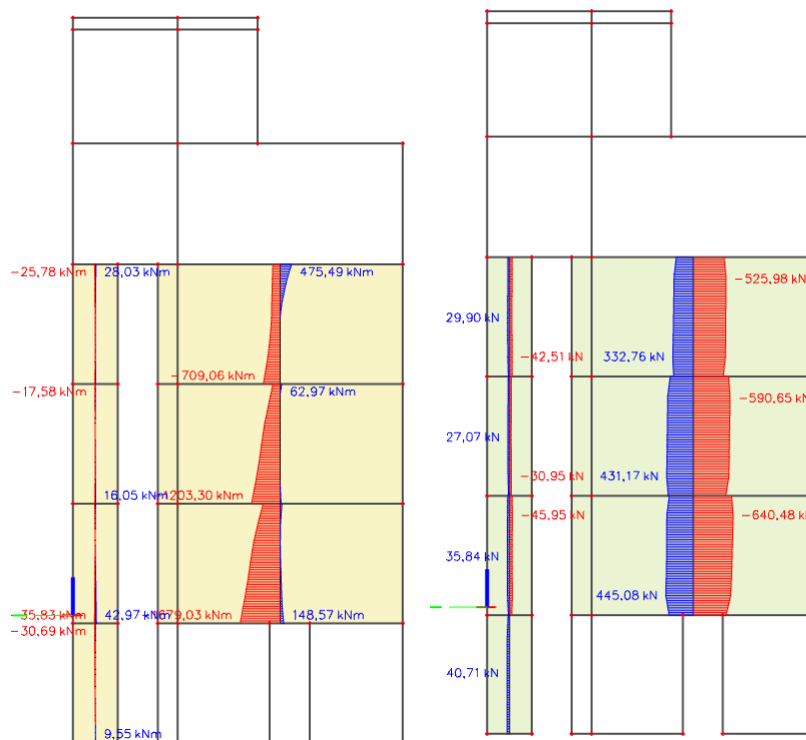 -25,78 kNm
28,03 kNm
475,49 kNm
-709,06 kNm
-17,58 kNm
62,97 kNm
16,05 kNm
1203,30 kNm
-35,83 kNm
42,97 kNm
679,03 kNm
148,57 kNm
-30,69 kNm
9,55 kNm
-525,98 kN
29,90 kN
332,76 kN
-42,51 kN
-590,65 kN
27,07 kN
431,17 kN
-30,95 kN
-45,95 kN
-640,48 kN
35,84 kN
445,08 kN
40,71 kN